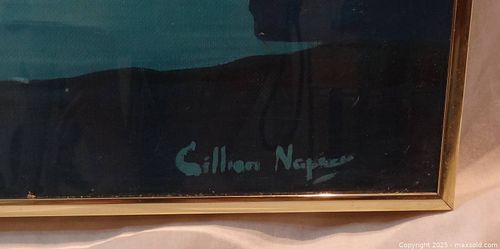 Gillian Napier
Copyright 2025 - maxsold.com